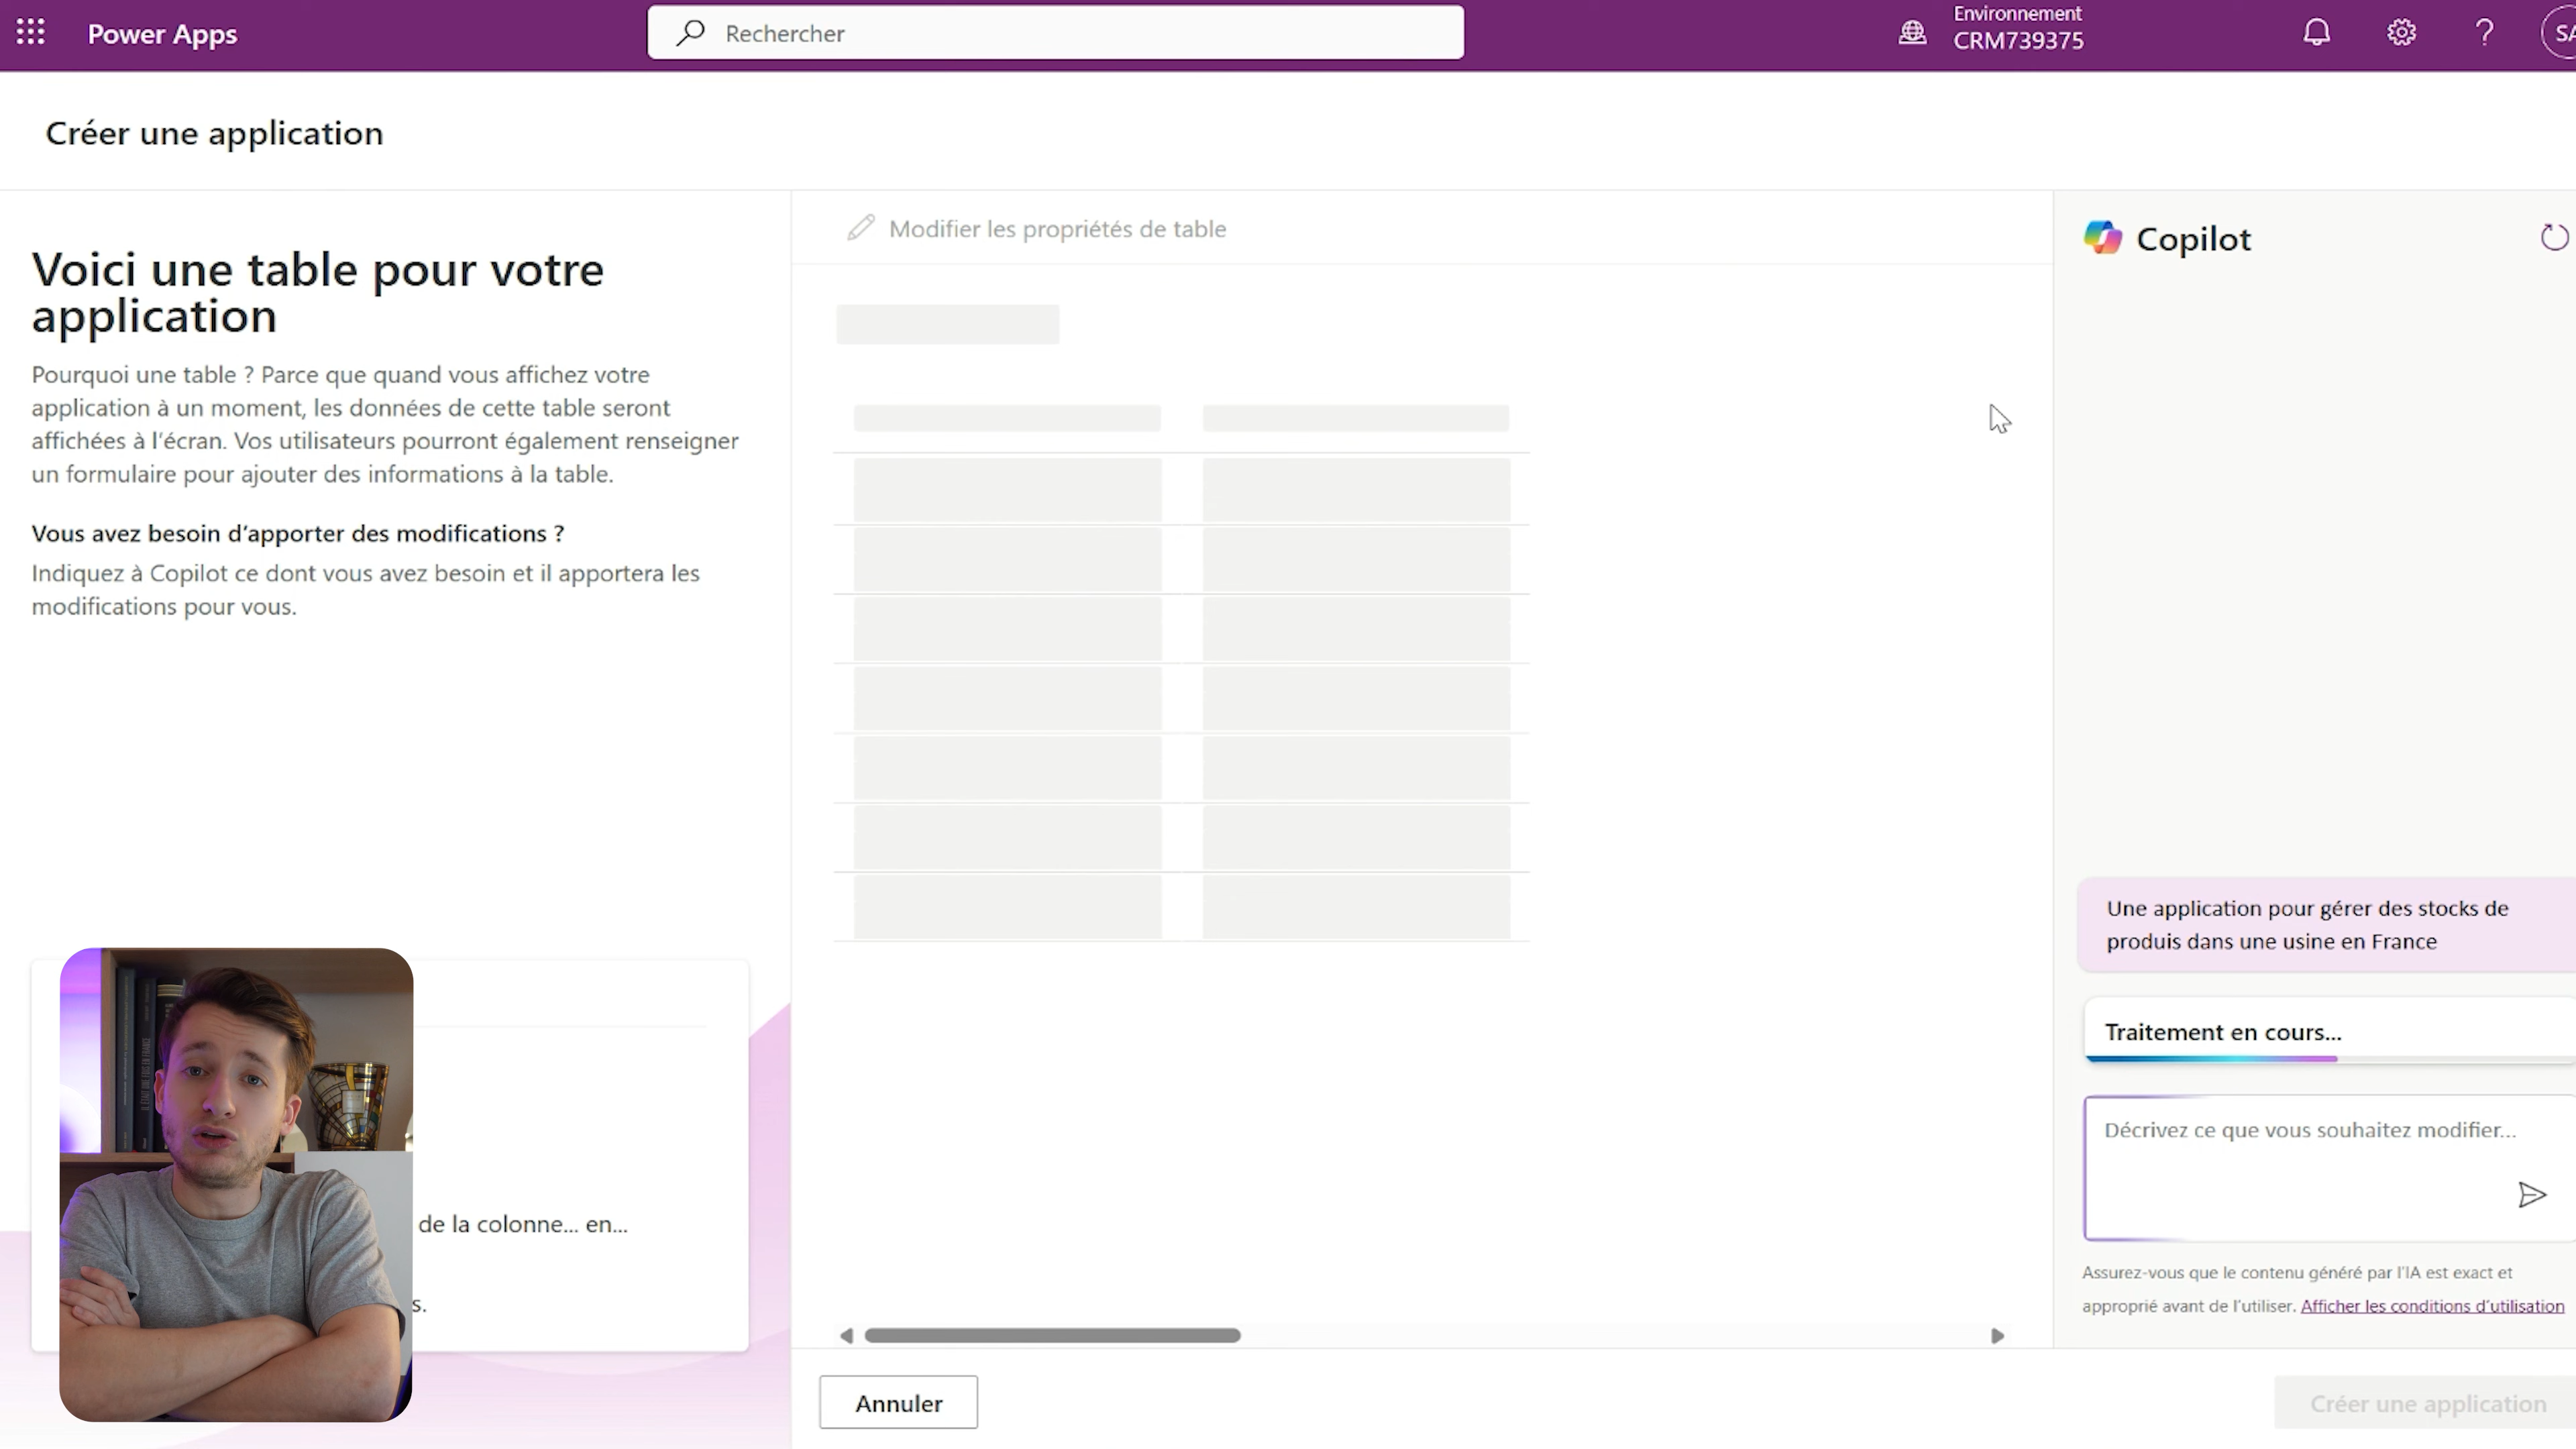 Power Apps
Rechercher
Environnement
CRM739375
SA
Créer une application
Voici une table pour votre
application
Pourquoi une table ? Parce que quand vous affichez votre
application à un moment, les données de cette table seront
affichées à l'écran. Vos utilisateurs pourront également renseigner
un formulaire pour ajouter des informations à la table.
Vous avez besoin d'apporter des modifications ?
Indiquez à Copilot ce dont vous avez besoin et il apportera les
modifications pour vous.
de la colonne... en...
s.
Modifier les propriétés de table
Annuler
Copilot
Une application pour gérer des stocks de
produis dans une usine en France
Traitement en cours...
Décrivez ce que vous souhaitez modifier...
Assurez-vous que le contenu généré par l'IA est exact et
approprié avant de l'utiliser. Afficher les conditions d'utilisation
Créer une application